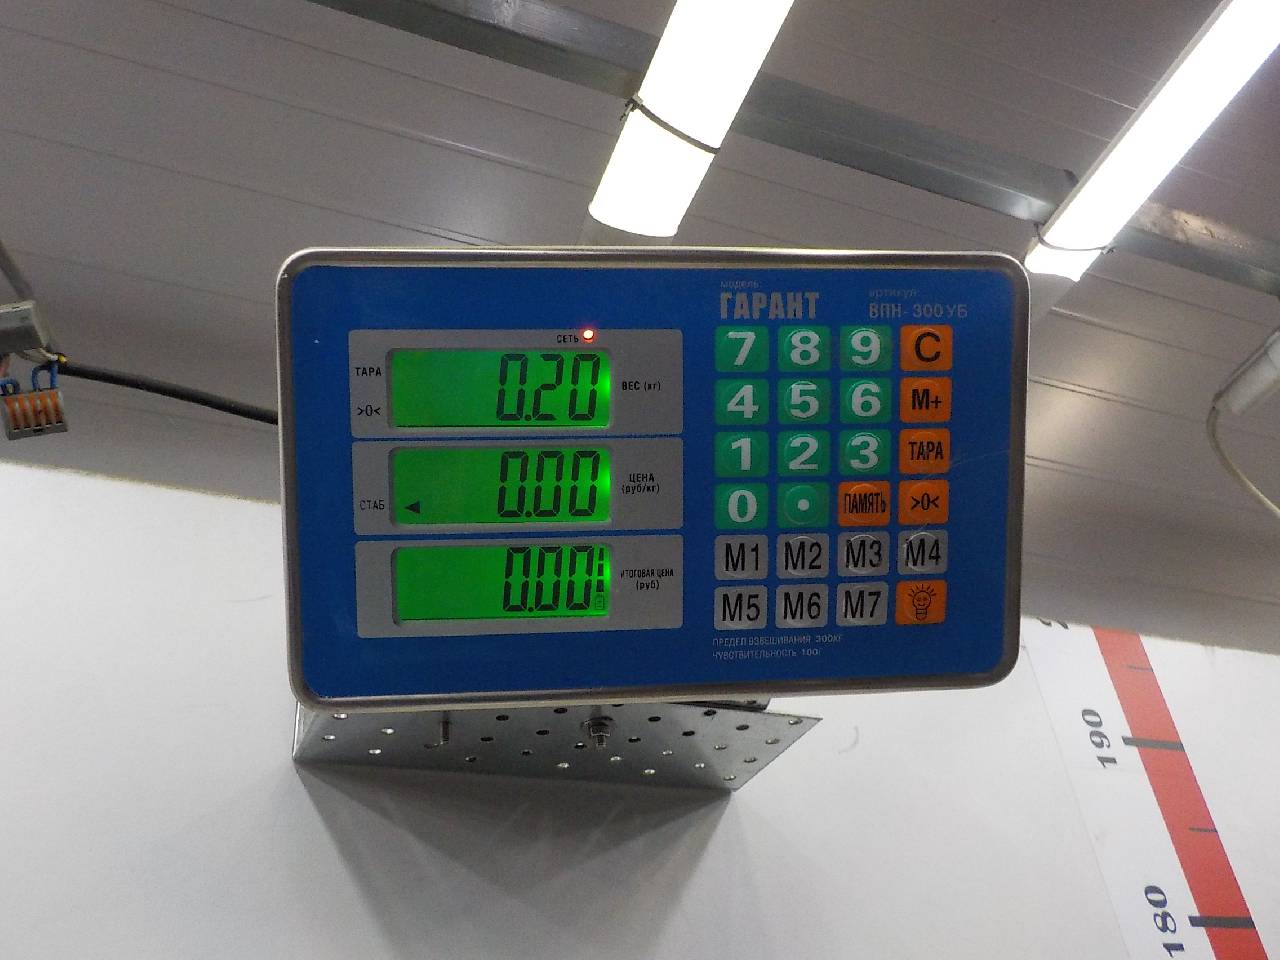 модель:
ГАРАНТ
артикул:
ВПН-300УБ
СЕТЬ
ТАРА
>0<
0.20
ВЕС (кг)
СТАБ
0.00
ЦЕНА
(руб/кг)
0.00
ИТОГОВАЯ ЦЕНА
(руб)
7 8 9 C
4 5 6 M+
1 2 3 ТАРА
0 . ПАМЯТЬ >0<
M1 M2 M3 M4
M5 M6 M7
ПРЕДЕЛ ВЗВЕШИВАНИЯ 300КГ
ЧУВСТВИТЕЛЬНОСТЬ 100Г
190
180